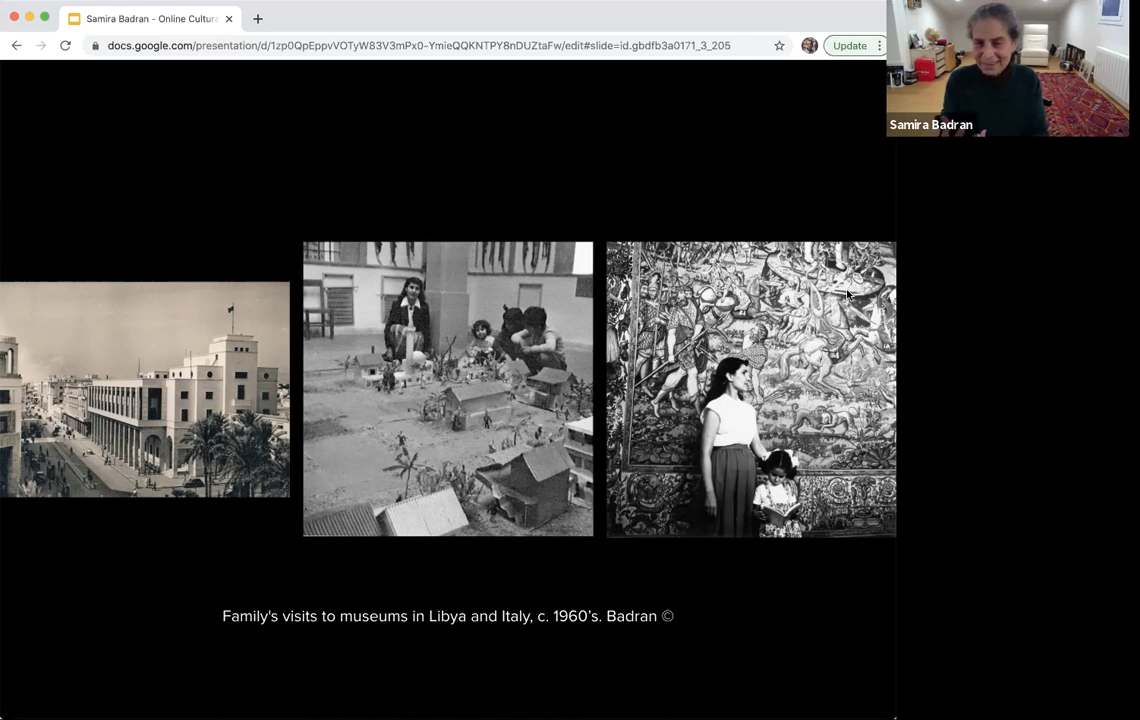 Samira Badran - Online Cultura
docs.google.com/presentation/d/1zp0QpEppvVOTyW83V3mPx0-YmieQQKNTPY8nDUZtaFw/edit#slide=id.gbdfb3a0171_3_205
Update
Samira Badran
Family's visits to museums in Libya and Italy, c. 1960’s. Badran ©